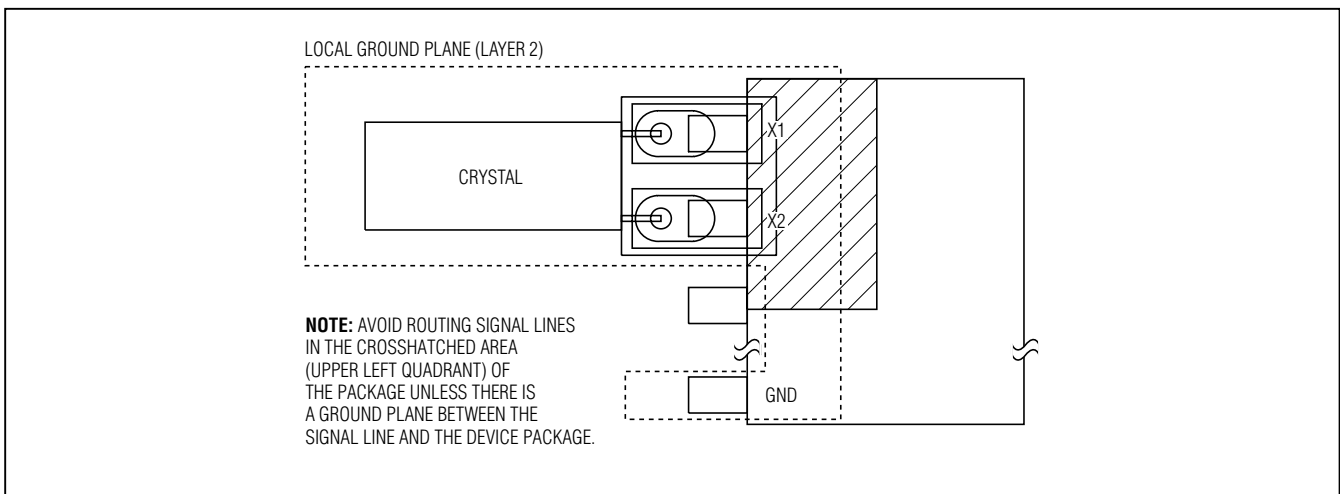 LOCAL GROUND PLANE (LAYER 2)
X1
CRYSTAL
X2
NOTE: AVOID ROUTING SIGNAL LINES
IN THE CROSSHATCHED AREA
(UPPER LEFT QUADRANT) OF
THE PACKAGE UNLESS THERE IS
A GROUND PLANE BETWEEN THE
SIGNAL LINE AND THE DEVICE PACKAGE.
GND